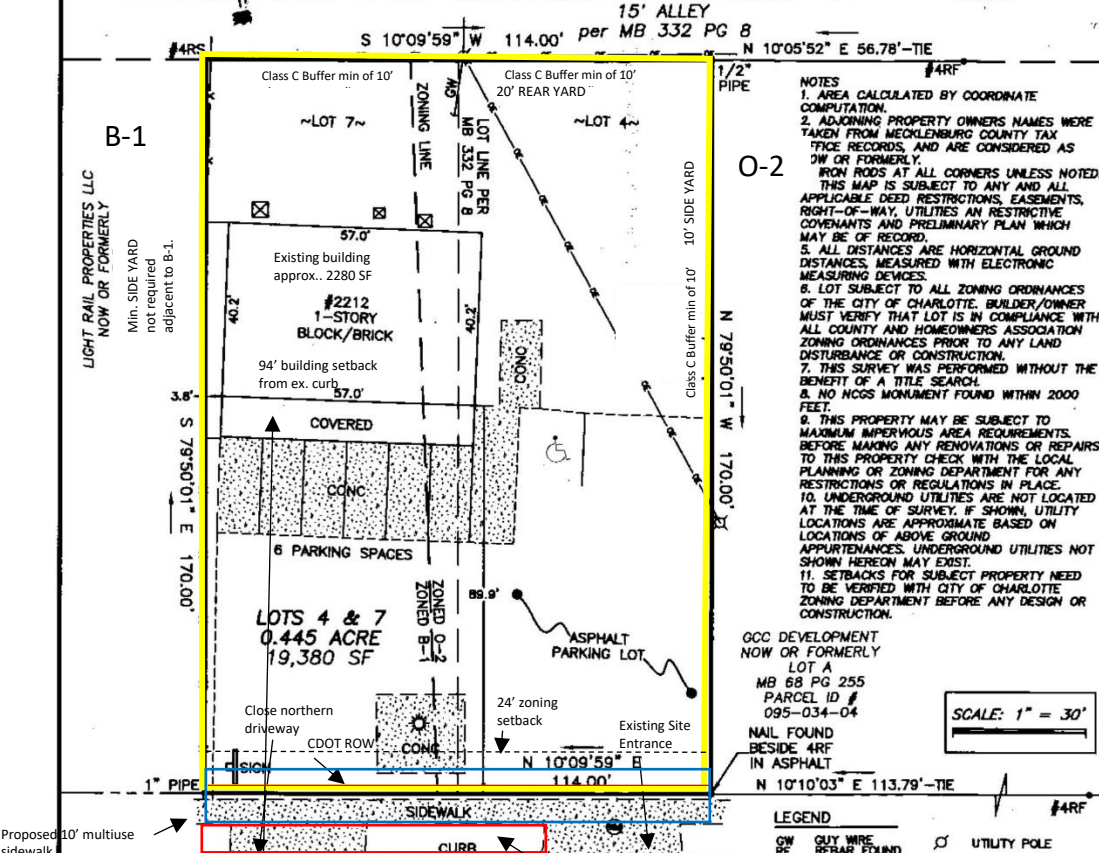 15' ALLEY
per MB 332 PG 8
S 10°09'59" W 114.00'
N 10°05'52" E 56.78'-TIE
#4RS
#4RF
1/2"
PIPE
Class C Buffer min of 10'
Class C Buffer min of 10'
20' REAR YARD
GW
ZONING LINE
LOT LINE PER
MB 332 PG 8
~LOT 7~
~LOT 4~
B-1
O-2
LIGHT RAIL PROPERTIES LLC
NOW OR FORMERLY
Min. SIDE YARD
not required
adjacent to B-1.
10' SIDE YARD
Class C Buffer min of 10'
57.0'
Existing building
approx.. 2280 SF
#2212
1-STORY
BLOCK/BRICK
40.2'
40.2'
94' building setback
from ex. curb
57.0'
3.8'
COVERED
CONC
CONC
6 PARKING SPACES
S 79°50'01" E 170.00'
N 79°50'01" W 170.00'
LOTS 4 & 7
0.445 ACRE
19,380 SF
ZONED O-2
ZONED B-1
89.9'
ASPHALT
PARKING LOT
Close northern
driveway
CDOT ROW
CONC
24' zoning
setback
Existing Site
Entrance
SIGN
N 10°09'59" E
114.00'
1" PIPE
SIDEWALK
CURB
Proposed 10' multiuse
sidewalk
NOTES
1. AREA CALCULATED BY COORDINATE
COMPUTATION.
2. ADJOINING PROPERTY OWNERS NAMES WERE
TAKEN FROM MECKLENBURG COUNTY TAX
FFICE RECORDS, AND ARE CONSIDERED AS
OW OR FORMERLY.
IRON RODS AT ALL CORNERS UNLESS NOTED.
THIS MAP IS SUBJECT TO ANY AND ALL
APPLICABLE DEED RESTRICTIONS, EASEMENTS,
RIGHT-OF-WAY, UTILITIES AN RESTRICTIVE
COVENANTS AND PRELIMINARY PLAN WHICH
MAY BE OF RECORD.
5. ALL DISTANCES ARE HORIZONTAL GROUND
DISTANCES, MEASURED WITH ELECTRONIC
MEASURING DEVICES.
6. LOT SUBJECT TO ALL ZONING ORDINANCES
OF THE CITY OF CHARLOTTE. BUILDER/OWNER
MUST VERIFY THAT LOT IS IN COMPLIANCE WITH
ALL COUNTY AND HOMEOWNERS ASSOCIATION
ZONING ORDINANCES PRIOR TO ANY LAND
DISTURBANCE OR CONSTRUCTION.
7. THIS SURVEY WAS PERFORMED WITHOUT THE
BENEFIT OF A TITLE SEARCH.
8. NO NCGS MONUMENT FOUND WITHIN 2000
FEET.
9. THIS PROPERTY MAY BE SUBJECT TO
MAXIMUM IMPERVIOUS AREA REQUIREMENTS.
BEFORE MAKING ANY RENOVATIONS OR REPAIRS
TO THIS PROPERTY CHECK WITH THE LOCAL
PLANNING OR ZONING DEPARTMENT FOR ANY
RESTRICTIONS OR REGULATIONS IN PLACE.
10. UNDERGROUND UTILITIES ARE NOT LOCATED
AT THE TIME OF SURVEY. IF SHOWN, UTILITY
LOCATIONS ARE APPROXIMATE BASED ON
LOCATIONS OF ABOVE GROUND
APPURTENANCES. UNDERGROUND UTILITIES NOT
SHOWN HEREON MAY EXIST.
11. SETBACKS FOR SUBJECT PROPERTY NEED
TO BE VERIFIED WITH CITY OF CHARLOTTE
ZONING DEPARTMENT BEFORE ANY DESIGN OR
CONSTRUCTION.
GCC DEVELOPMENT
NOW OR FORMERLY
LOT A
MB 68 PG 255
PARCEL ID #
095-034-04
NAIL FOUND
BESIDE 4RF
IN ASPHALT
SCALE: 1" = 30'
N 10°10'03" E 113.79'-TIE
#4RF
LEGEND
GW GUY WIRE
RF REBAR FOUND
UTILITY POLE